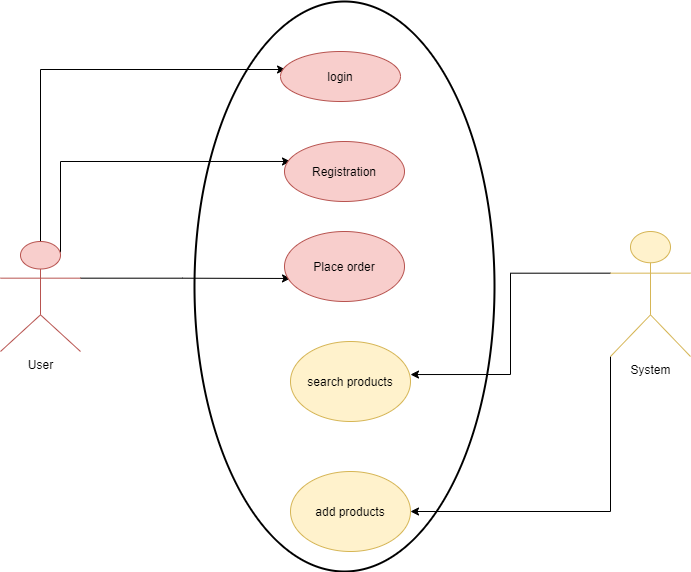 login
Registration
Place order
User
System
search products
add products